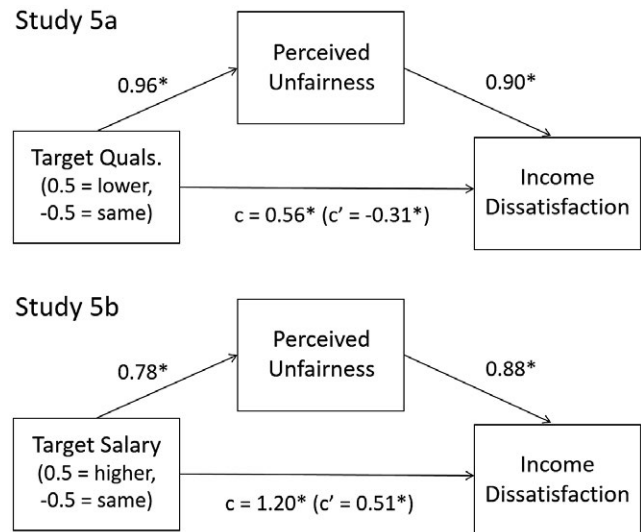 Study 5a
Perceived
Unfairness
0.96*
0.90*
Target Quals.
(0.5 = lower,
-0.5 = same)
Income
Dissatisfaction
c = 0.56* (c’ = -0.31*)
Study 5b
Perceived
Unfairness
0.78*
0.88*
Target Salary
(0.5 = higher,
-0.5 = same)
Income
Dissatisfaction
c = 1.20* (c’ = 0.51*)